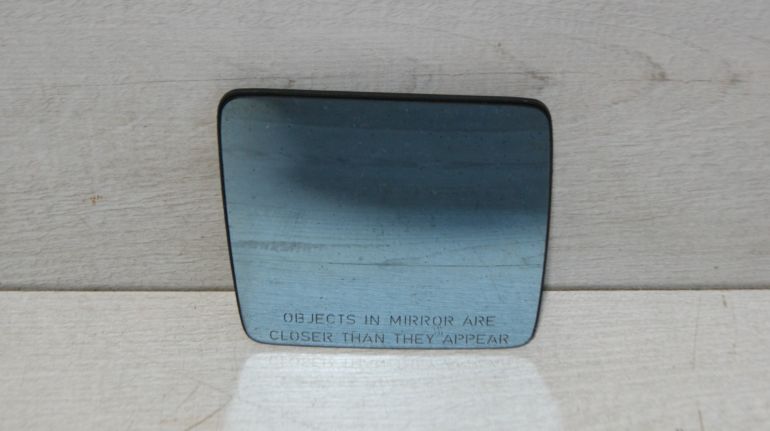 OBJECTS IN MIRROR ARE
CLOSER THAN THEY APPEAR